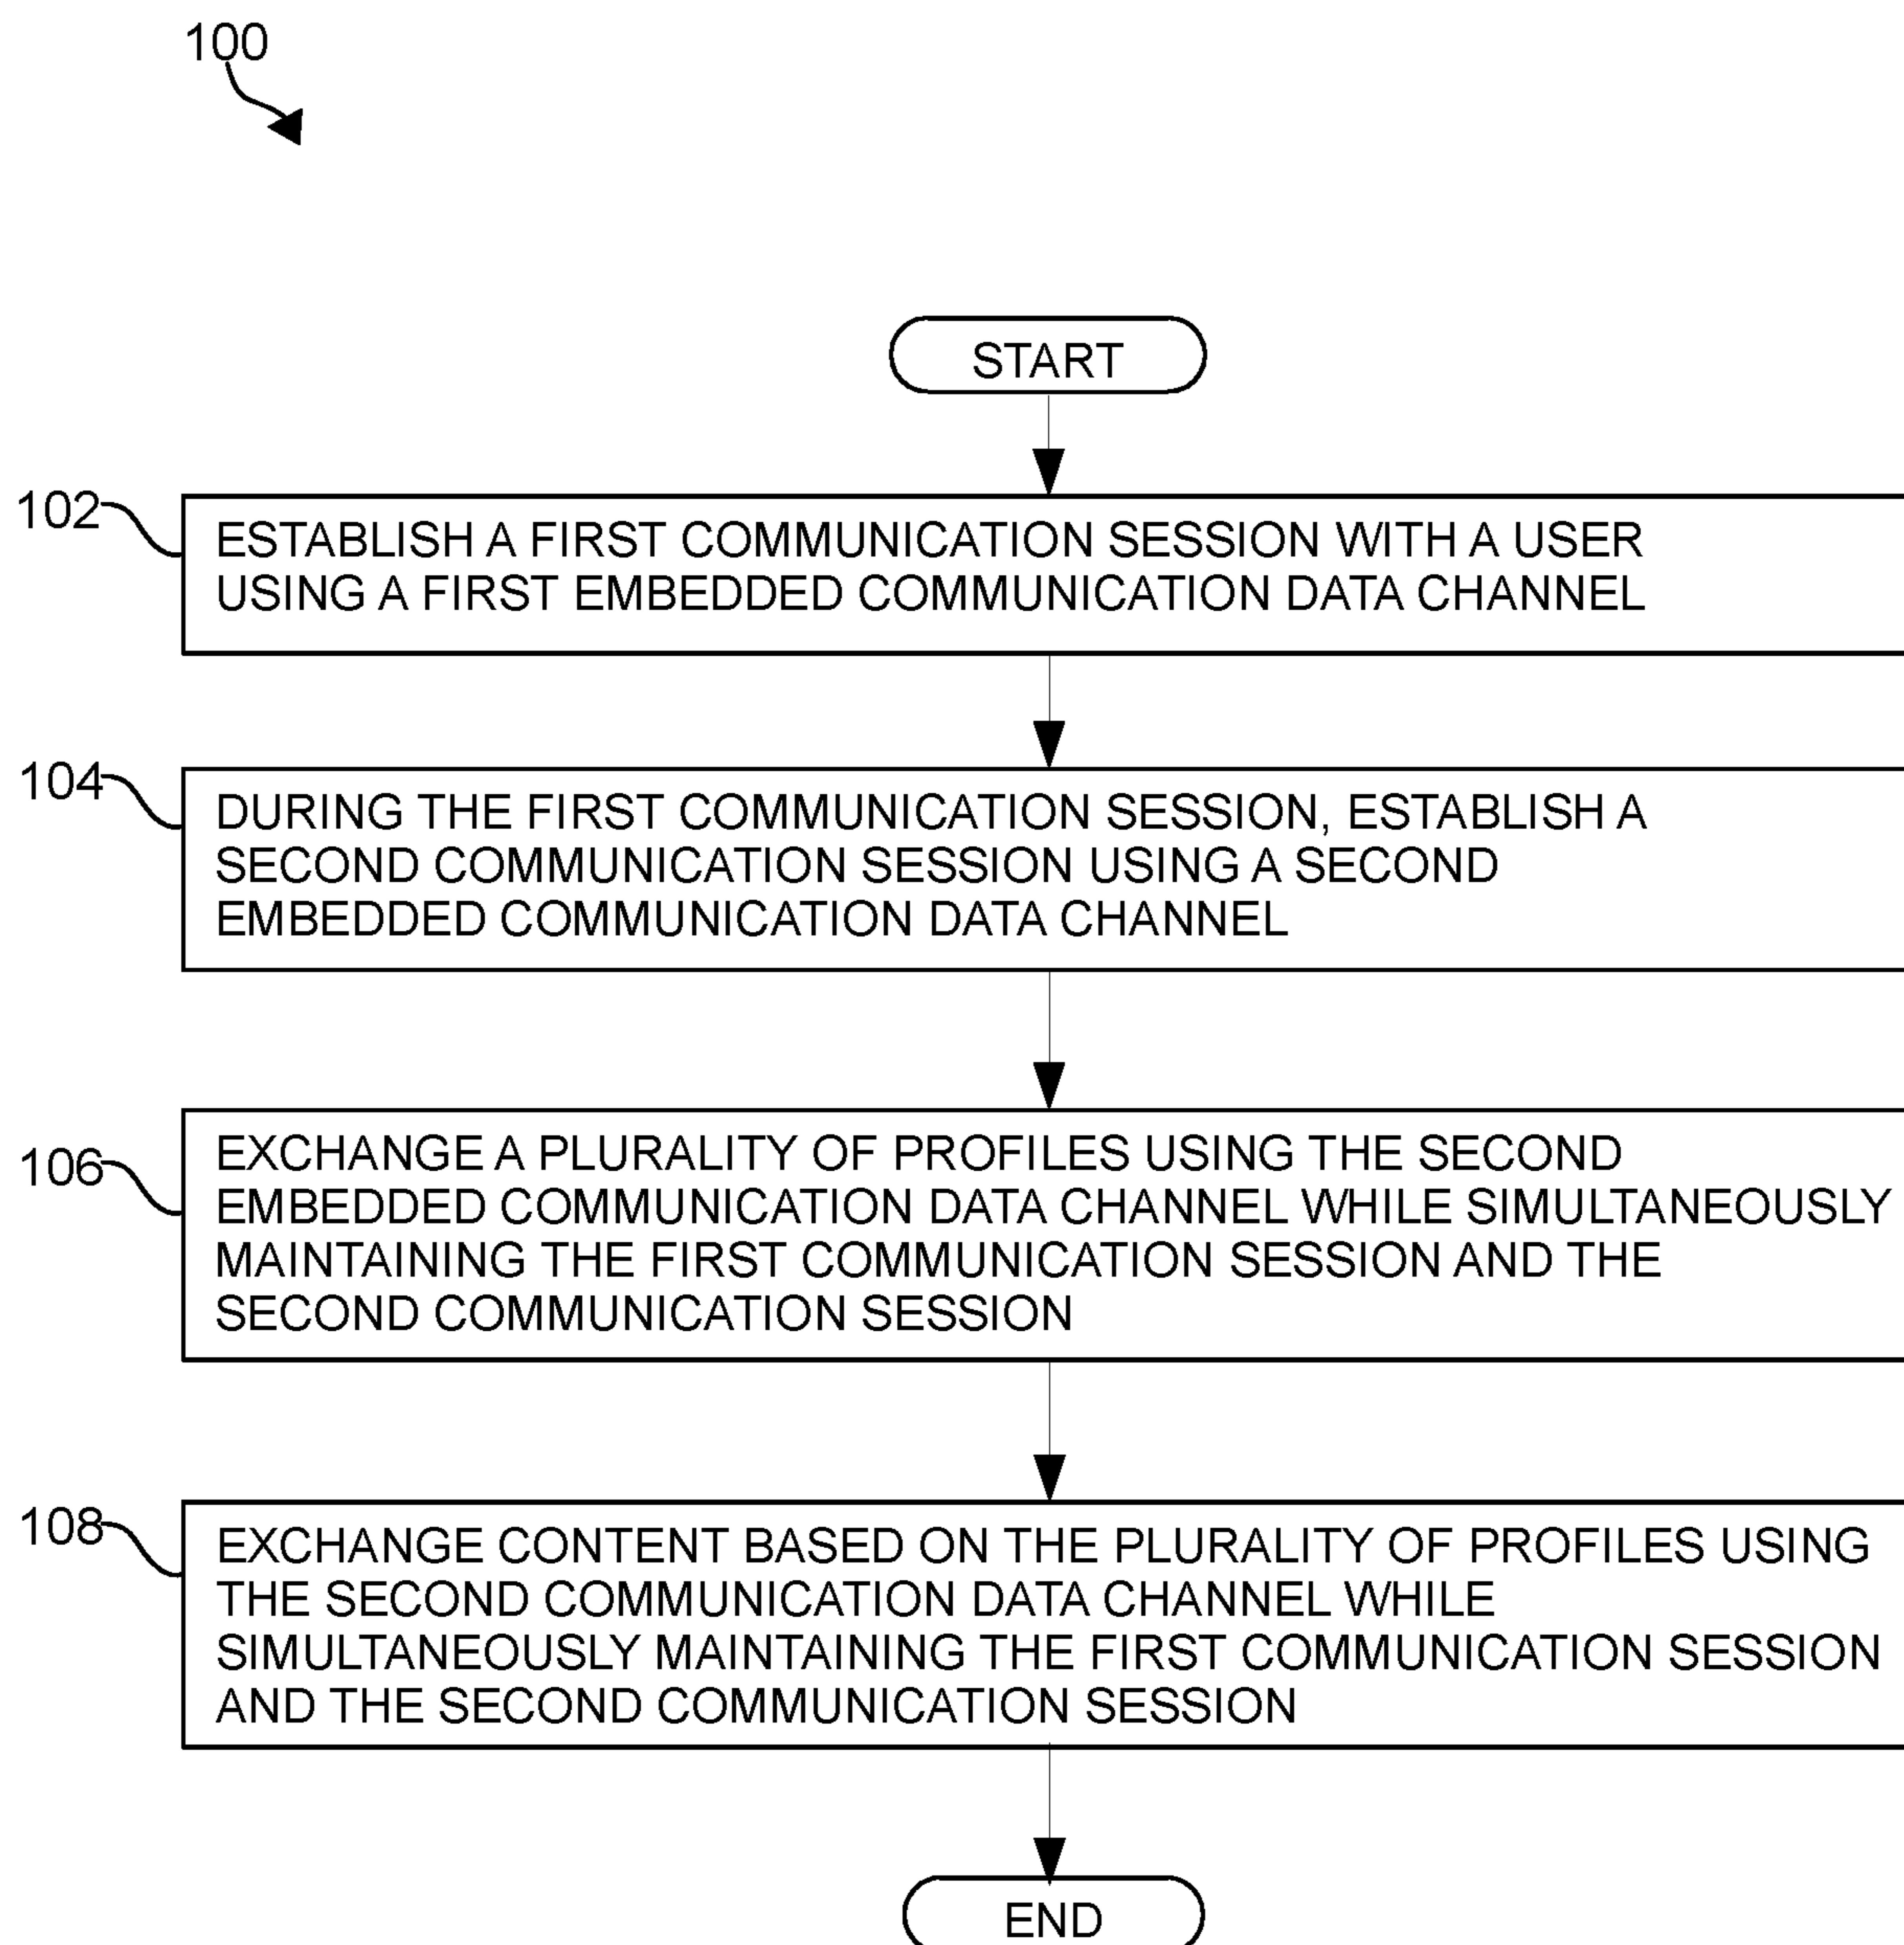 100
START
102
ESTABLISH A FIRST COMMUNICATION SESSION WITH A USER
USING A FIRST EMBEDDED COMMUNICATION DATA CHANNEL
104
DURING THE FIRST COMMUNICATION SESSION, ESTABLISH A
SECOND COMMUNICATION SESSION USING A SECOND
EMBEDDED COMMUNICATION DATA CHANNEL
106
EXCHANGE A PLURALITY OF PROFILES USING THE SECOND
EMBEDDED COMMUNICATION DATA CHANNEL WHILE SIMULTANEOUSLY
MAINTAINING THE FIRST COMMUNICATION SESSION AND THE
SECOND COMMUNICATION SESSION
108
EXCHANGE CONTENT BASED ON THE PLURALITY OF PROFILES USING
THE SECOND COMMUNICATION DATA CHANNEL WHILE
SIMULTANEOUSLY MAINTAINING THE FIRST COMMUNICATION SESSION
AND THE SECOND COMMUNICATION SESSION
END